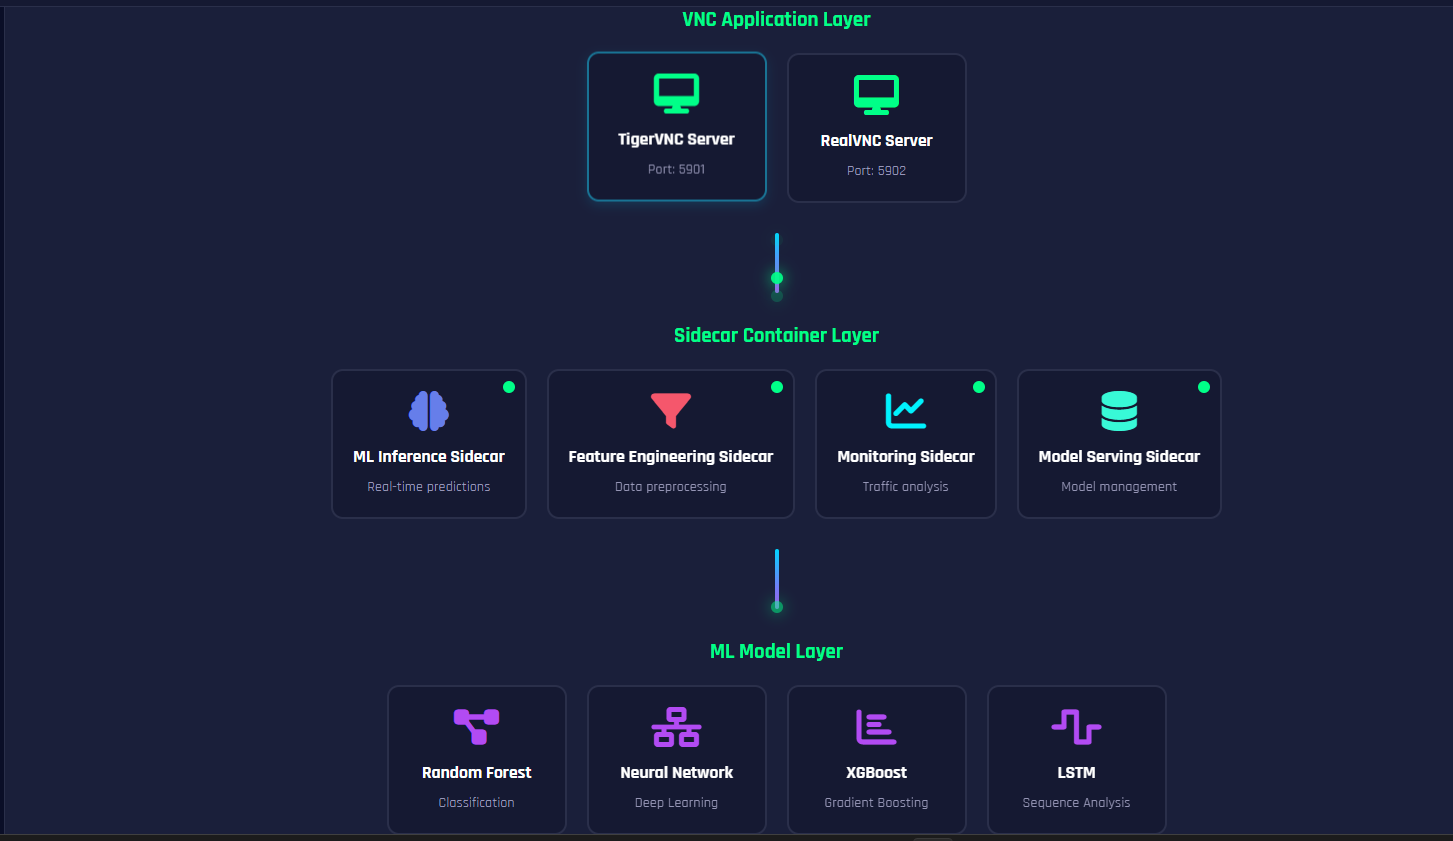 VNC Application Layer
TigerVNC Server
Port: 5901
RealVNC Server
Port: 5902
Sidecar Container Layer
ML Inference Sidecar
Real-time predictions
Feature Engineering Sidecar
Data preprocessing
Monitoring Sidecar
Traffic analysis
Model Serving Sidecar
Model management
ML Model Layer
Random Forest
Classification
Neural Network
Deep Learning
XGBoost
Gradient Boosting
LSTM
Sequence Analysis